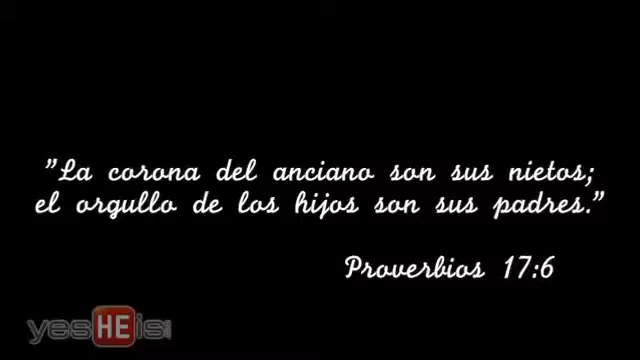 "La corona del anciano son sus nietos;
el orgullo de los hijos son sus padres."
Proverbios 17:6
yesHEis